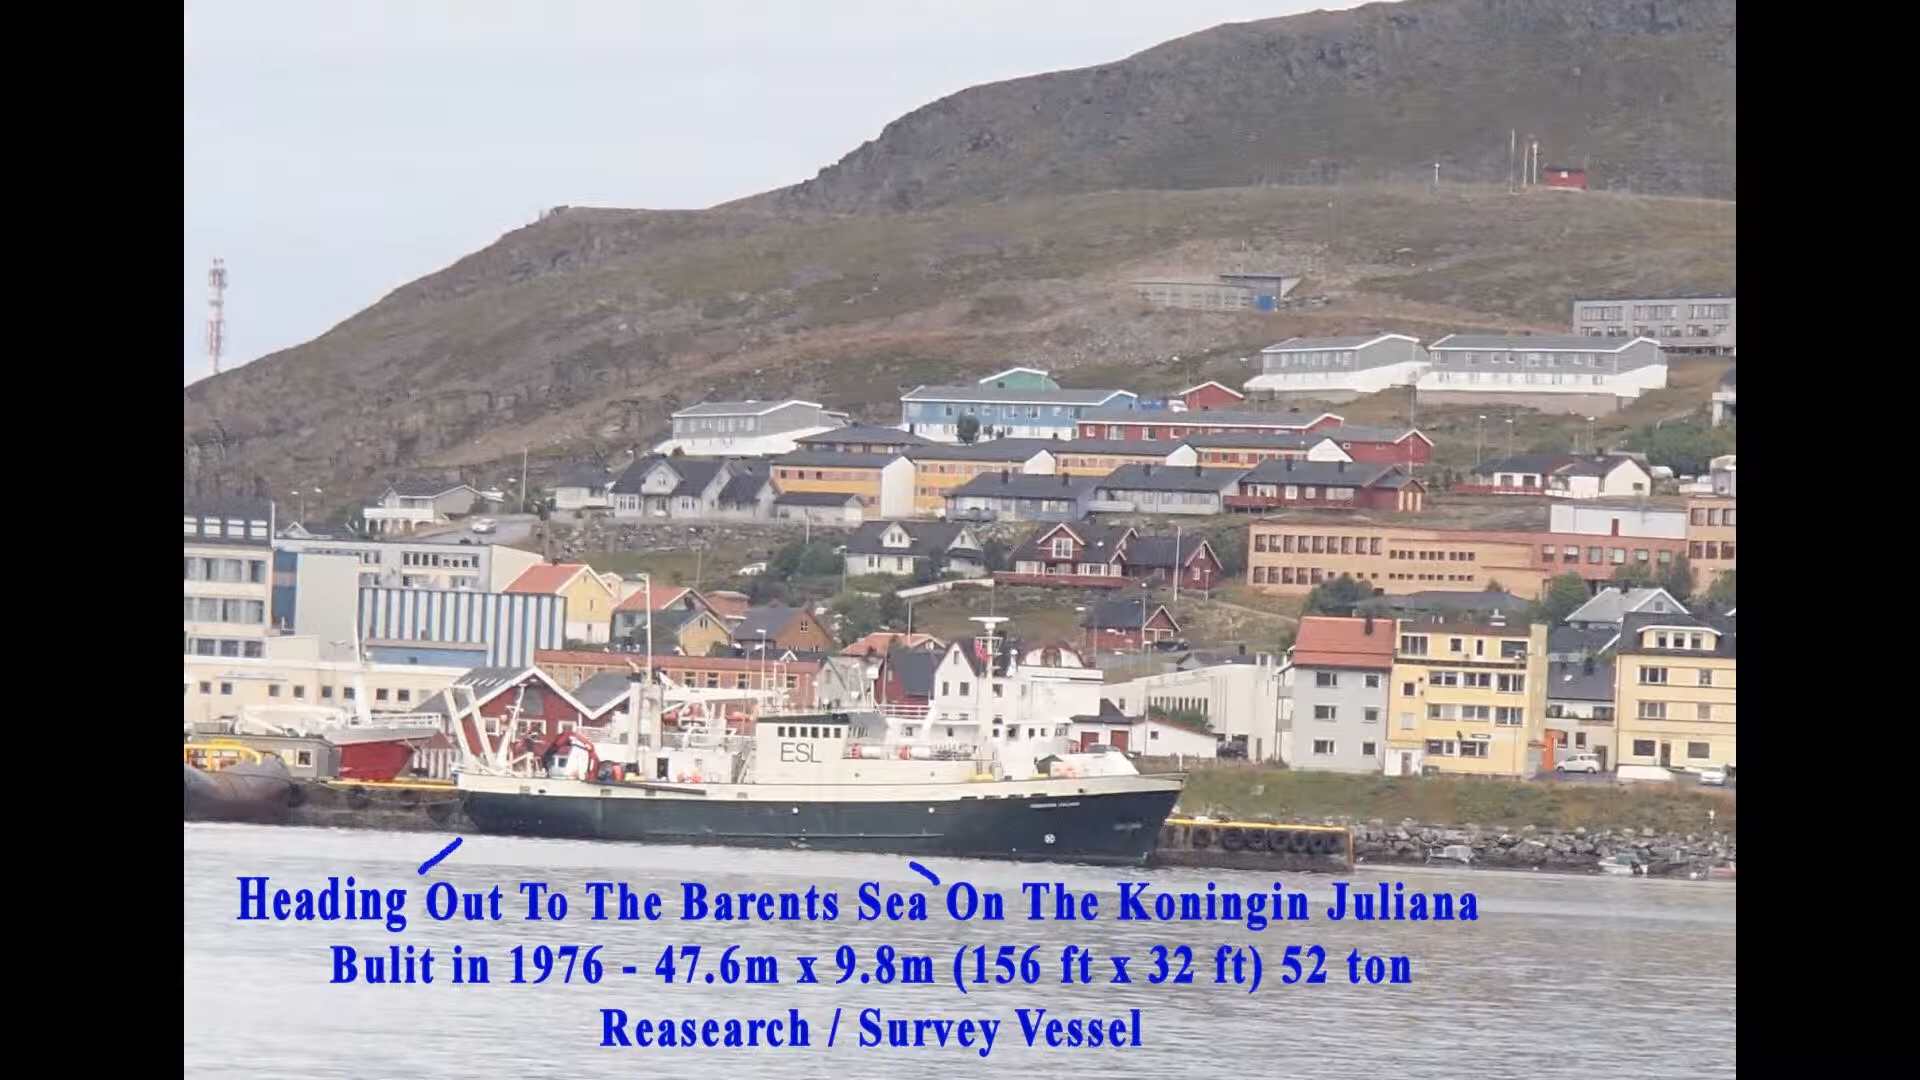 ESL
Heading Out To The Barents Sea On The Koningin Juliana
Bulit in 1976 - 47.6m x 9.8m (156 ft x 32 ft) 52 ton
Reasearch / Survey Vessel